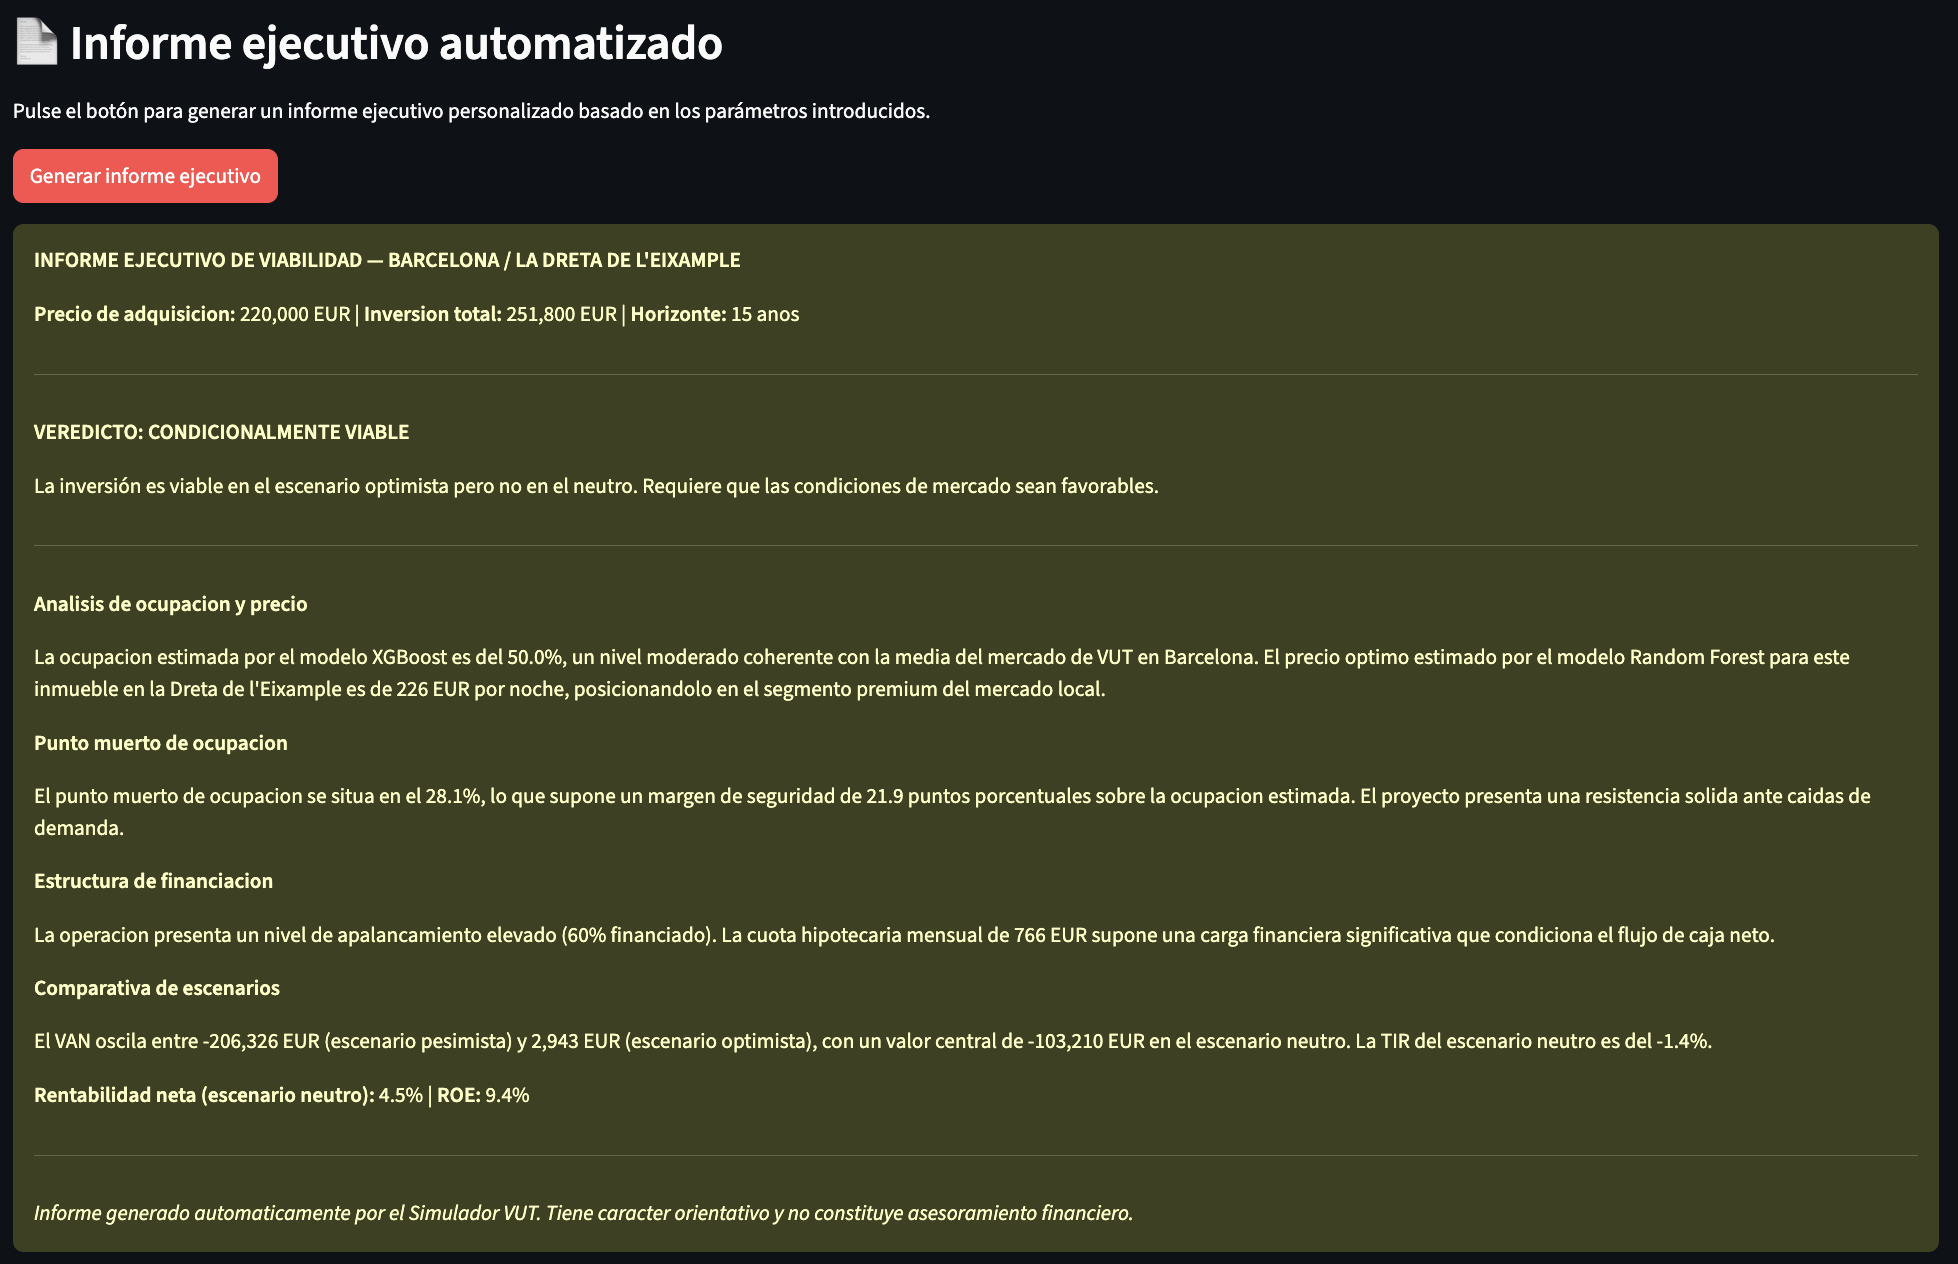 Informe ejecutivo automatizado
Pulse el botón para generar un informe ejecutivo personalizado basado en los parámetros introducidos.
Generar informe ejecutivo
INFORME EJECUTIVO DE VIABILIDAD — BARCELONA / LA DRETA DE L'EIXAMPLE
Precio de adquisicion: 220,000 EUR | Inversion total: 251,800 EUR | Horizonte: 15 anos
VEREDICTO: CONDICIONALMENTE VIABLE
La inversión es viable en el escenario optimista pero no en el neutro. Requiere que las condiciones de mercado sean favorables.
Analisis de ocupacion y precio
La ocupacion estimada por el modelo XGBoost es del 50.0%, un nivel moderado coherente con la media del mercado de VUT en Barcelona. El precio optimo estimado por el modelo Random Forest para este
inmueble en la Dreta de l'Eixample es de 226 EUR por noche, posicionandolo en el segmento premium del mercado local.
Punto muerto de ocupacion
El punto muerto de ocupacion se situa en el 28.1%, lo que supone un margen de seguridad de 21.9 puntos porcentuales sobre la ocupacion estimada. El proyecto presenta una resistencia solida ante caidas de
demanda.
Estructura de financiacion
La operacion presenta un nivel de apalancamiento elevado (60% financiado). La cuota hipotecaria mensual de 766 EUR supone una carga financiera significativa que condiciona el flujo de caja neto.
Comparativa de escenarios
El VAN oscila entre -206,326 EUR (escenario pesimista) y 2,943 EUR (escenario optimista), con un valor central de -103,210 EUR en el escenario neutro. La TIR del escenario neutro es del -1.4%.
Rentabilidad neta (escenario neutro): 4.5% | ROE: 9.4%
Informe generado automaticamente por el Simulador VUT. Tiene caracter orientativo y no constituye asesoramiento financiero.